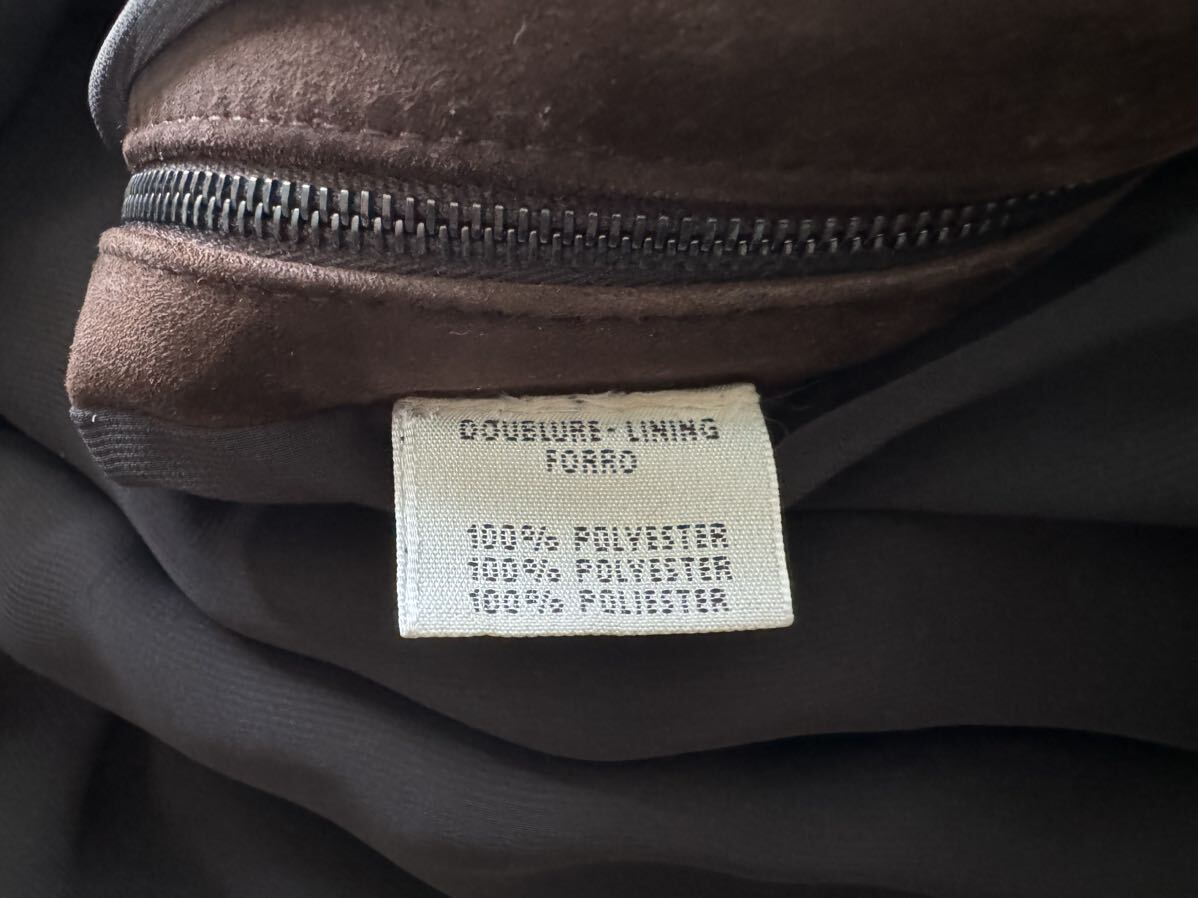 DOUBLURE-LINING
FORRO
100% POLYESTER
100% POLYESTER
100% POLIESTER